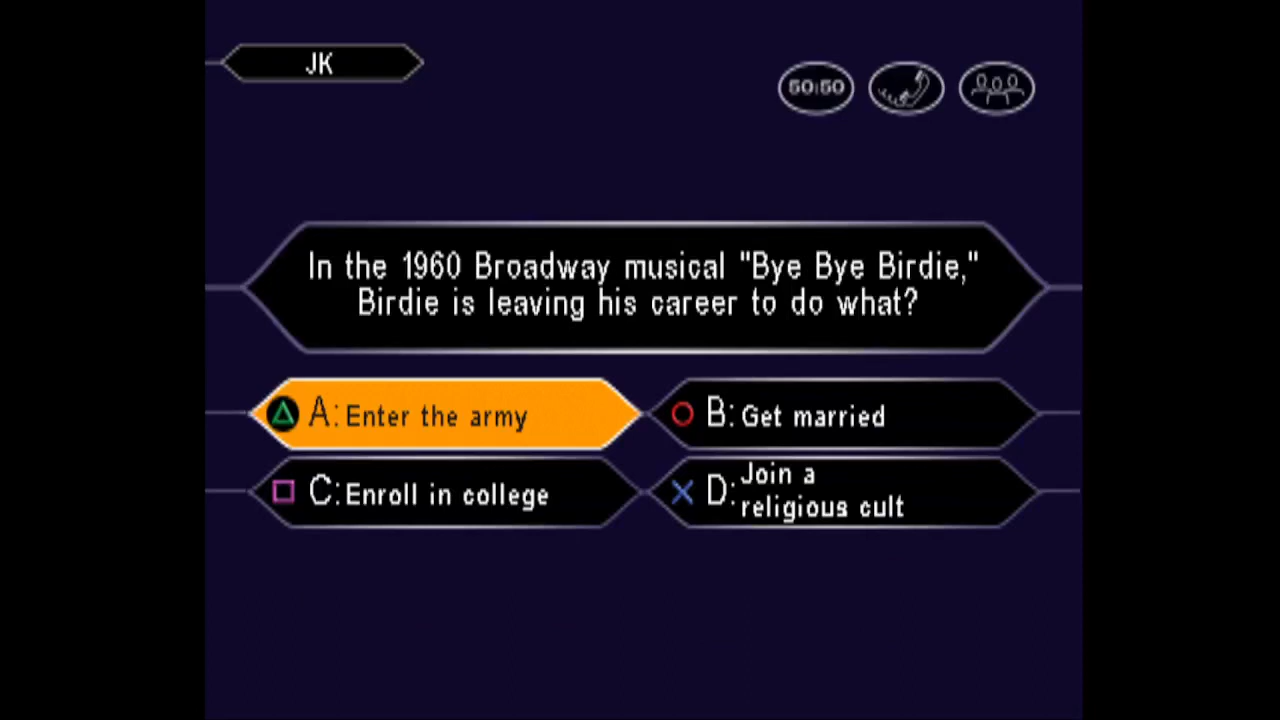 JK
50:50
In the 1960 Broadway musical "Bye Bye Birdie,"
Birdie is leaving his career to do what?
A: Enter the army
B: Get married
C: Enroll in college
D: Join a
religious cult